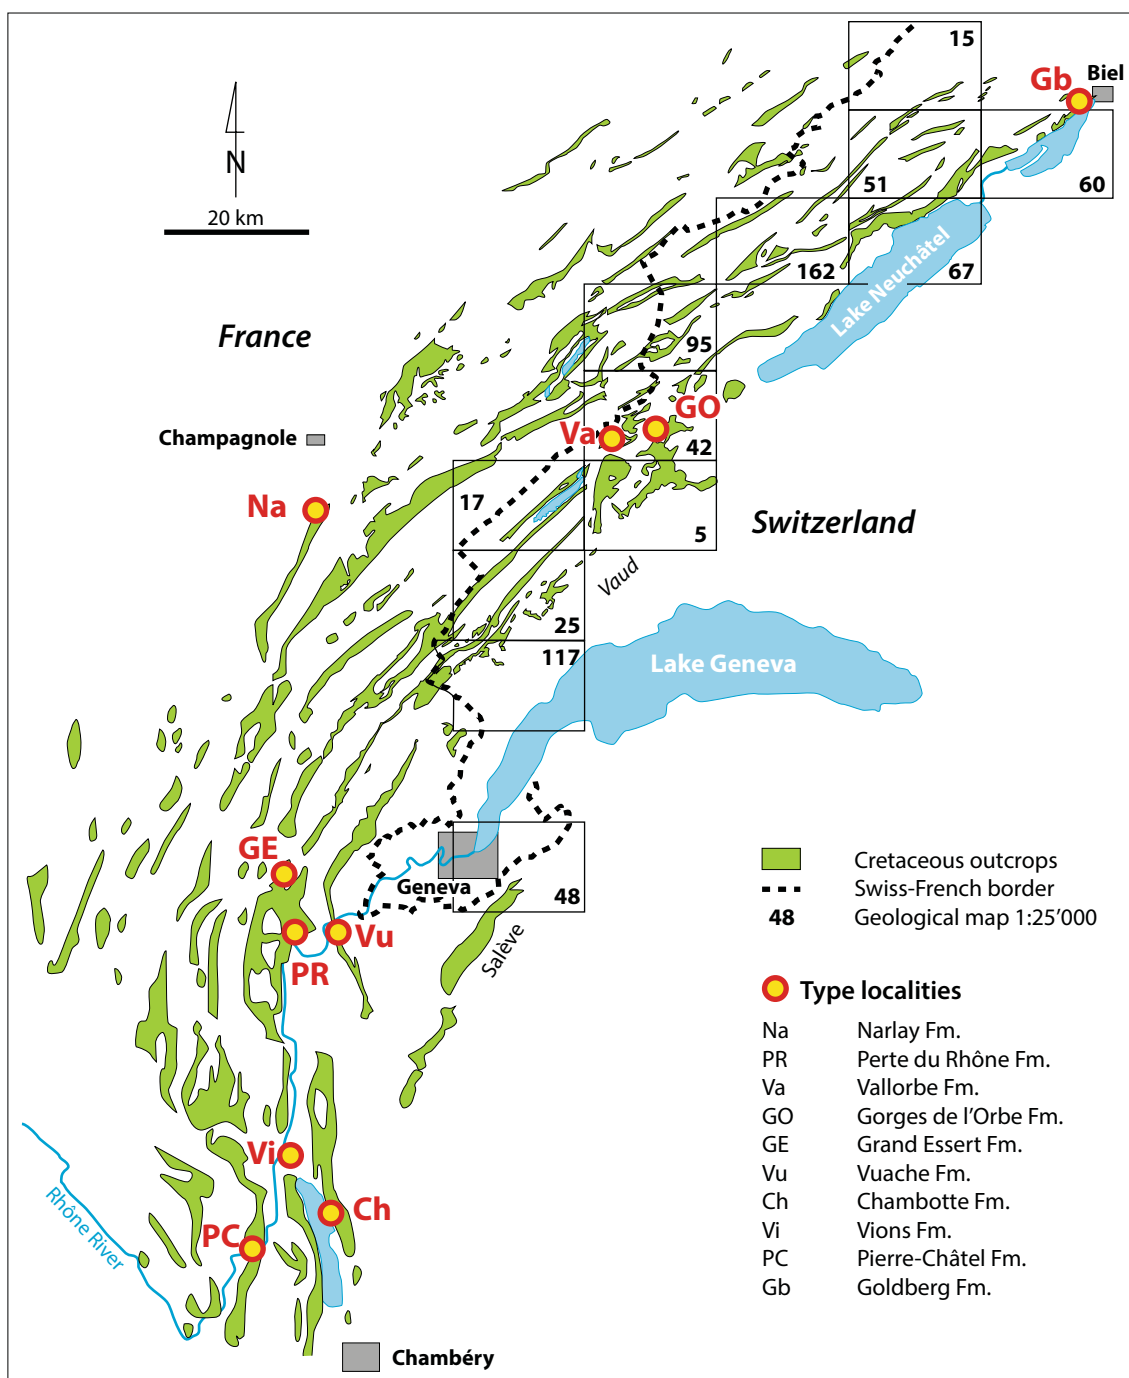 15
Gb
Biel
N
51
60
20 km
162
67
Lake Neuchâtel
France
95
GO
Champagnole
Va
42
Na
17
5
Switzerland
Vaud
25
117
Lake Geneva
GE
Geneva
48
Vu
PR
Salève
Vi
Ch
Rhône River
PC
Chambéry
Cretaceous outcrops
Swiss-French border
48 Geological map 1:25'000
Type localities
Na Narlay Fm.
PR Perte du Rhône Fm.
Va Vallorbe Fm.
GO Gorges de l'Orbe Fm.
GE Grand Essert Fm.
Vu Vuache Fm.
Ch Chambotte Fm.
Vi Vions Fm.
PC Pierre-Châtel Fm.
Gb Goldberg Fm.